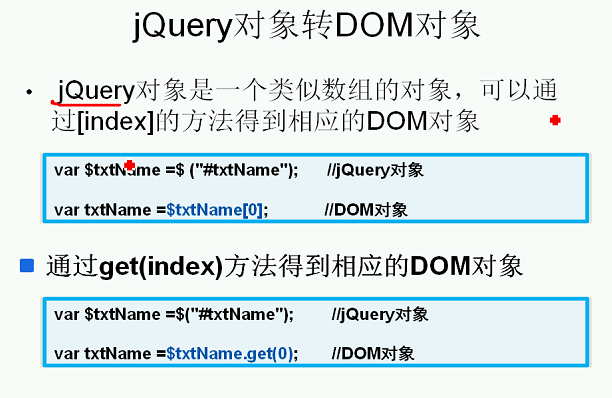 jQuery对象转DOM对象
• jQuery对象是一个类似数组的对象，可以通
过[index]的方法得到相应的DOM对象
var $txtName =$ ("#txtName"); //jQuery对象
var txtName =$txtName[0]; //DOM对象
通过get(index)方法得到相应的DOM对象
var $txtName =$("#txtName"); //jQuery对象
var txtName =$txtName.get(0); //DOM对象